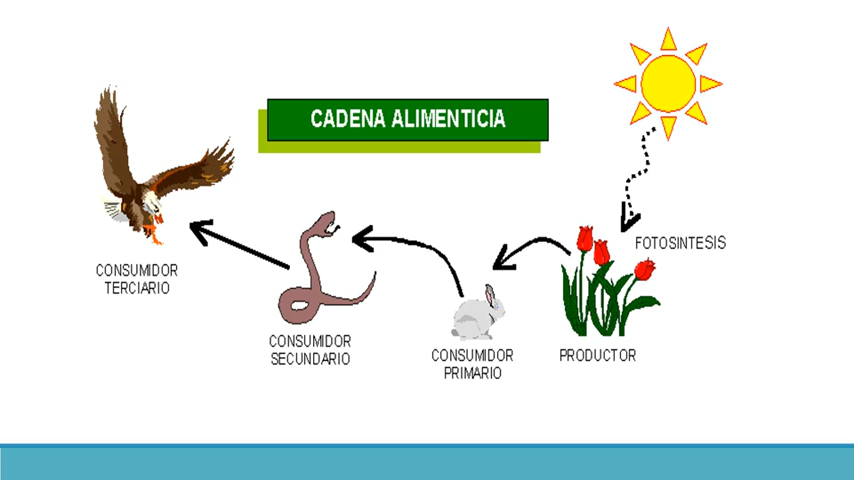 CADENA ALIMENTICIA
FOTOSINTESIS
CONSUMIDOR
TERCIARIO
CONSUMIDOR
SECUNDARIO
CONSUMIDOR
PRIMARIO
PRODUCTOR